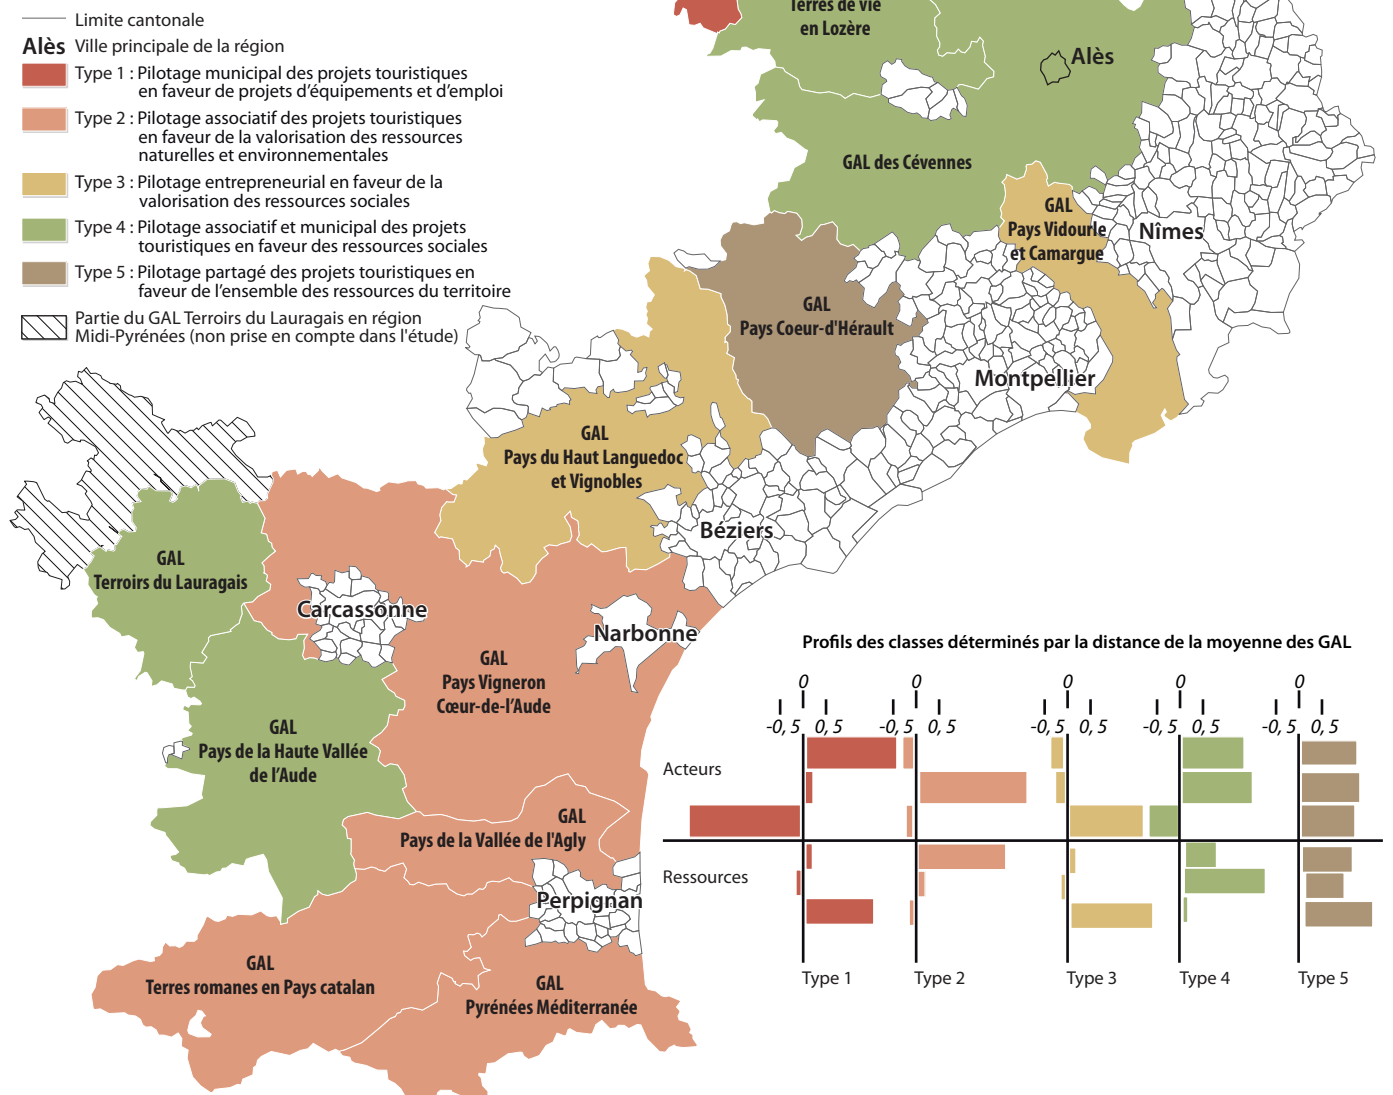 Limite cantonale
Alès Ville principale de la région
Type 1 : Pilotage municipal des projets touristiques
en faveur de projets d'équipements et d'emploi
Type 2 : Pilotage associatif des projets touristiques
en faveur de la valorisation des ressources
naturelles et environnementales
Type 3 : Pilotage entrepreneurial en faveur de la
valorisation des ressources sociales
Type 4 : Pilotage associatif et municipal des projets
touristiques en faveur des ressources sociales
Type 5 : Pilotage partagé des projets touristiques en
faveur de l'ensemble des ressources du territoire
Partie du GAL Terroirs du Lauragais en région
Midi-Pyrénées (non prise en compte dans l'étude)
Terres de vie
en Lozère
Alès
GAL des Cévennes
GAL
Pays Vidourle
et Camargue
Nîmes
GAL
Pays Coeur-d'Hérault
Montpellier
GAL
Pays du Haut Languedoc
et Vignobles
Béziers
GAL
Terroirs du Lauragais
Carcassonne
Narbonne
GAL
Pays Vigneron
Cœur-de-l'Aude
GAL
Pays de la Haute Vallée
de l'Aude
GAL
Pays de la Vallée de l'Agly
Perpignan
GAL
Terres romanes en Pays catalan
GAL
Pyrénées Méditerranée
Profils des classes déterminés par la distance de la moyenne des GAL
0 0 0 0 0
-0, 5 0, 5 -0, 5 0, 5 -0, 5 0, 5 -0, 5 0, 5 -0, 5 0, 5
Acteurs
Ressources
Type 1 Type 2 Type 3 Type 4 Type 5